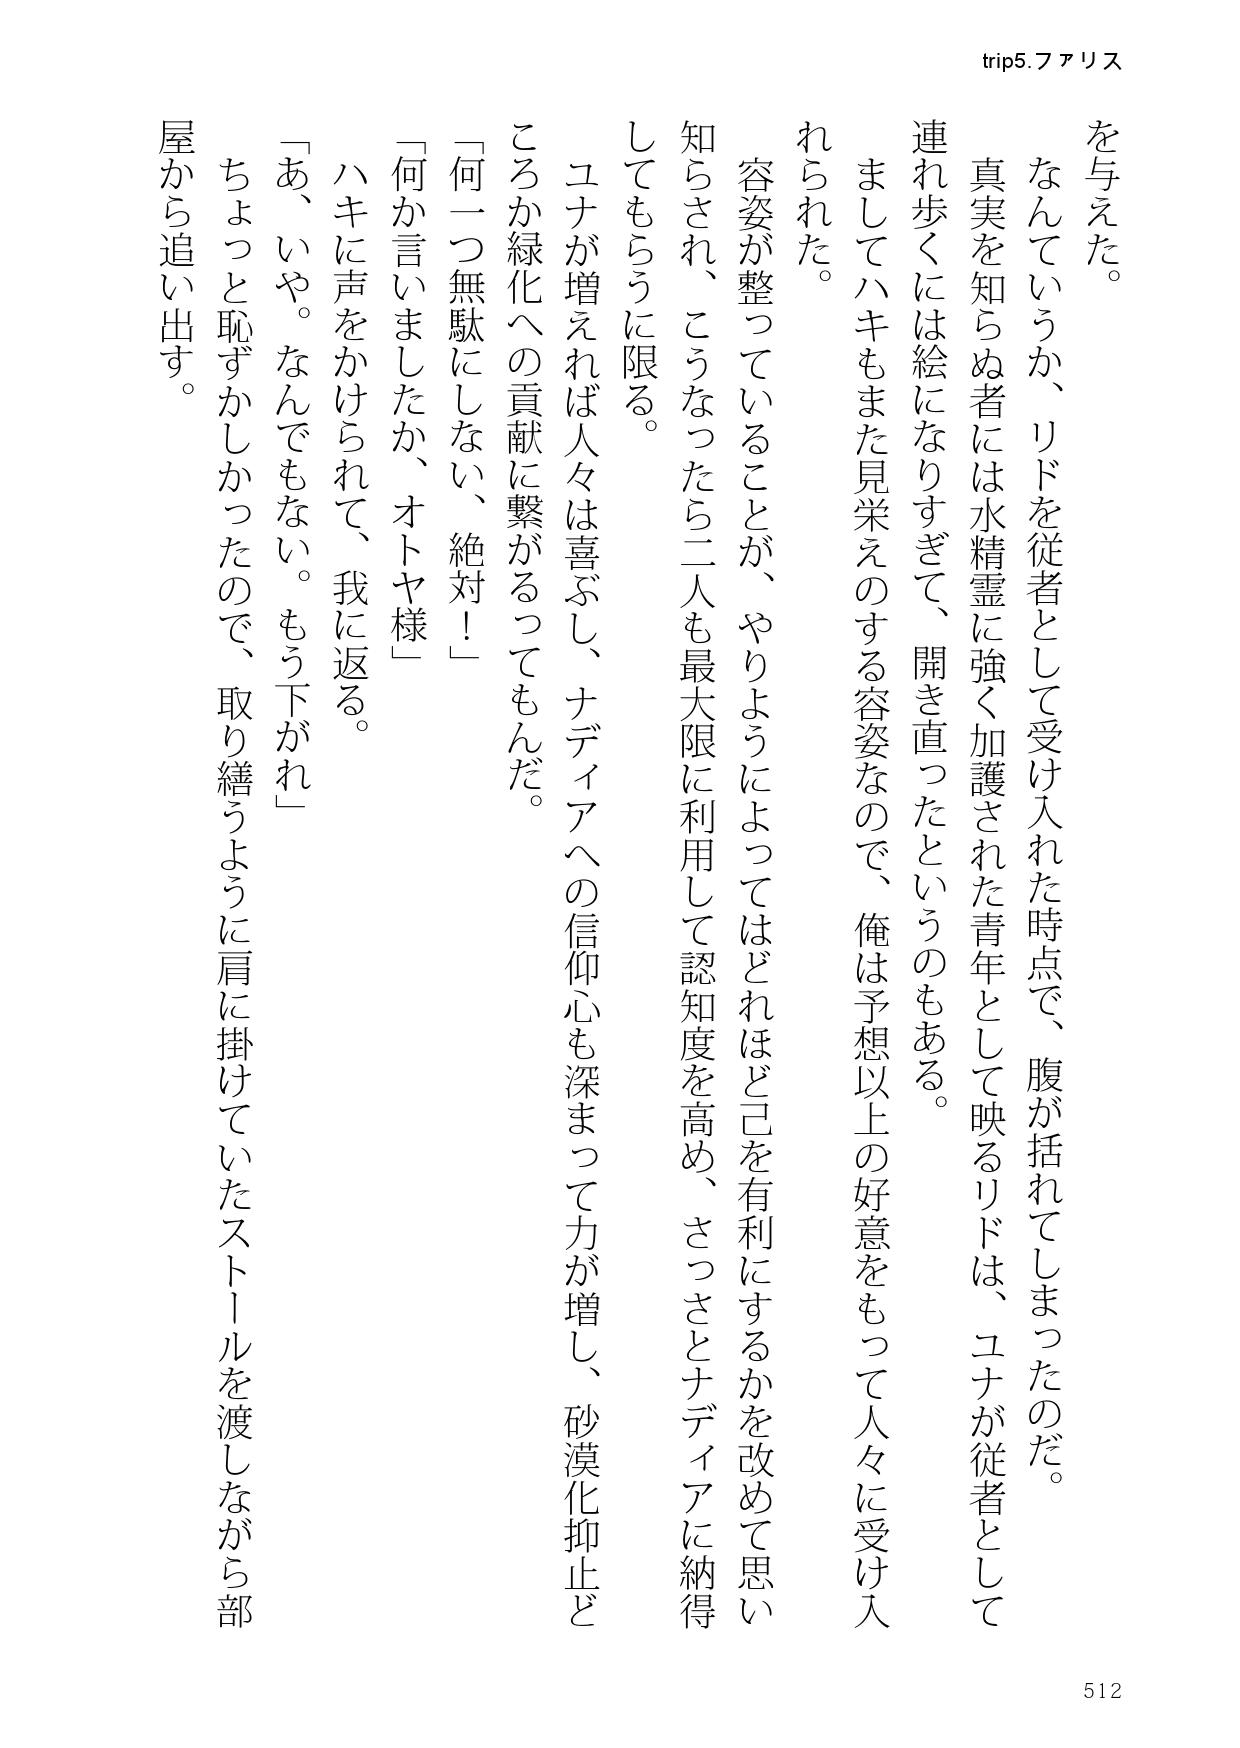 trip5.ファリス
を与えた。
　なんていうか、リドを従者として受け入れた時点で、腹が括れてしまったのだ。
　真実を知らぬ者には水精霊に強く加護された青年として映るリドは、ユナが従者として
連れ歩くには絵になりすぎて、開き直ったというのもある。
　ましてハキもまた見栄えのする容姿なので、俺は予想以上の好意をもって人々に受け入
れられた。
　容姿が整っていることが、やりようによってはどれほど己を有利にするかを改めて思い
知らされ、こうなったら二人も最大限に利用して認知度を高め、さっさとナディアに納得
してもらうに限る。
　ユナが増えれば人々は喜ぶし、ナディアへの信仰心も深まって力が増し、砂漠化抑止ど
ころか緑化への貢献に繋がるってもんだ。
「何一つ無駄にしない、絶対！」
「何か言いましたか、オトヤ様」
　ハキに声をかけられて、我に返る。
「あ、いや。なんでもない。もう下がれ」
　ちょっと恥ずかしかったので、取り繕うように肩に掛けていたストールを渡しながら部
屋から追い出す。
512